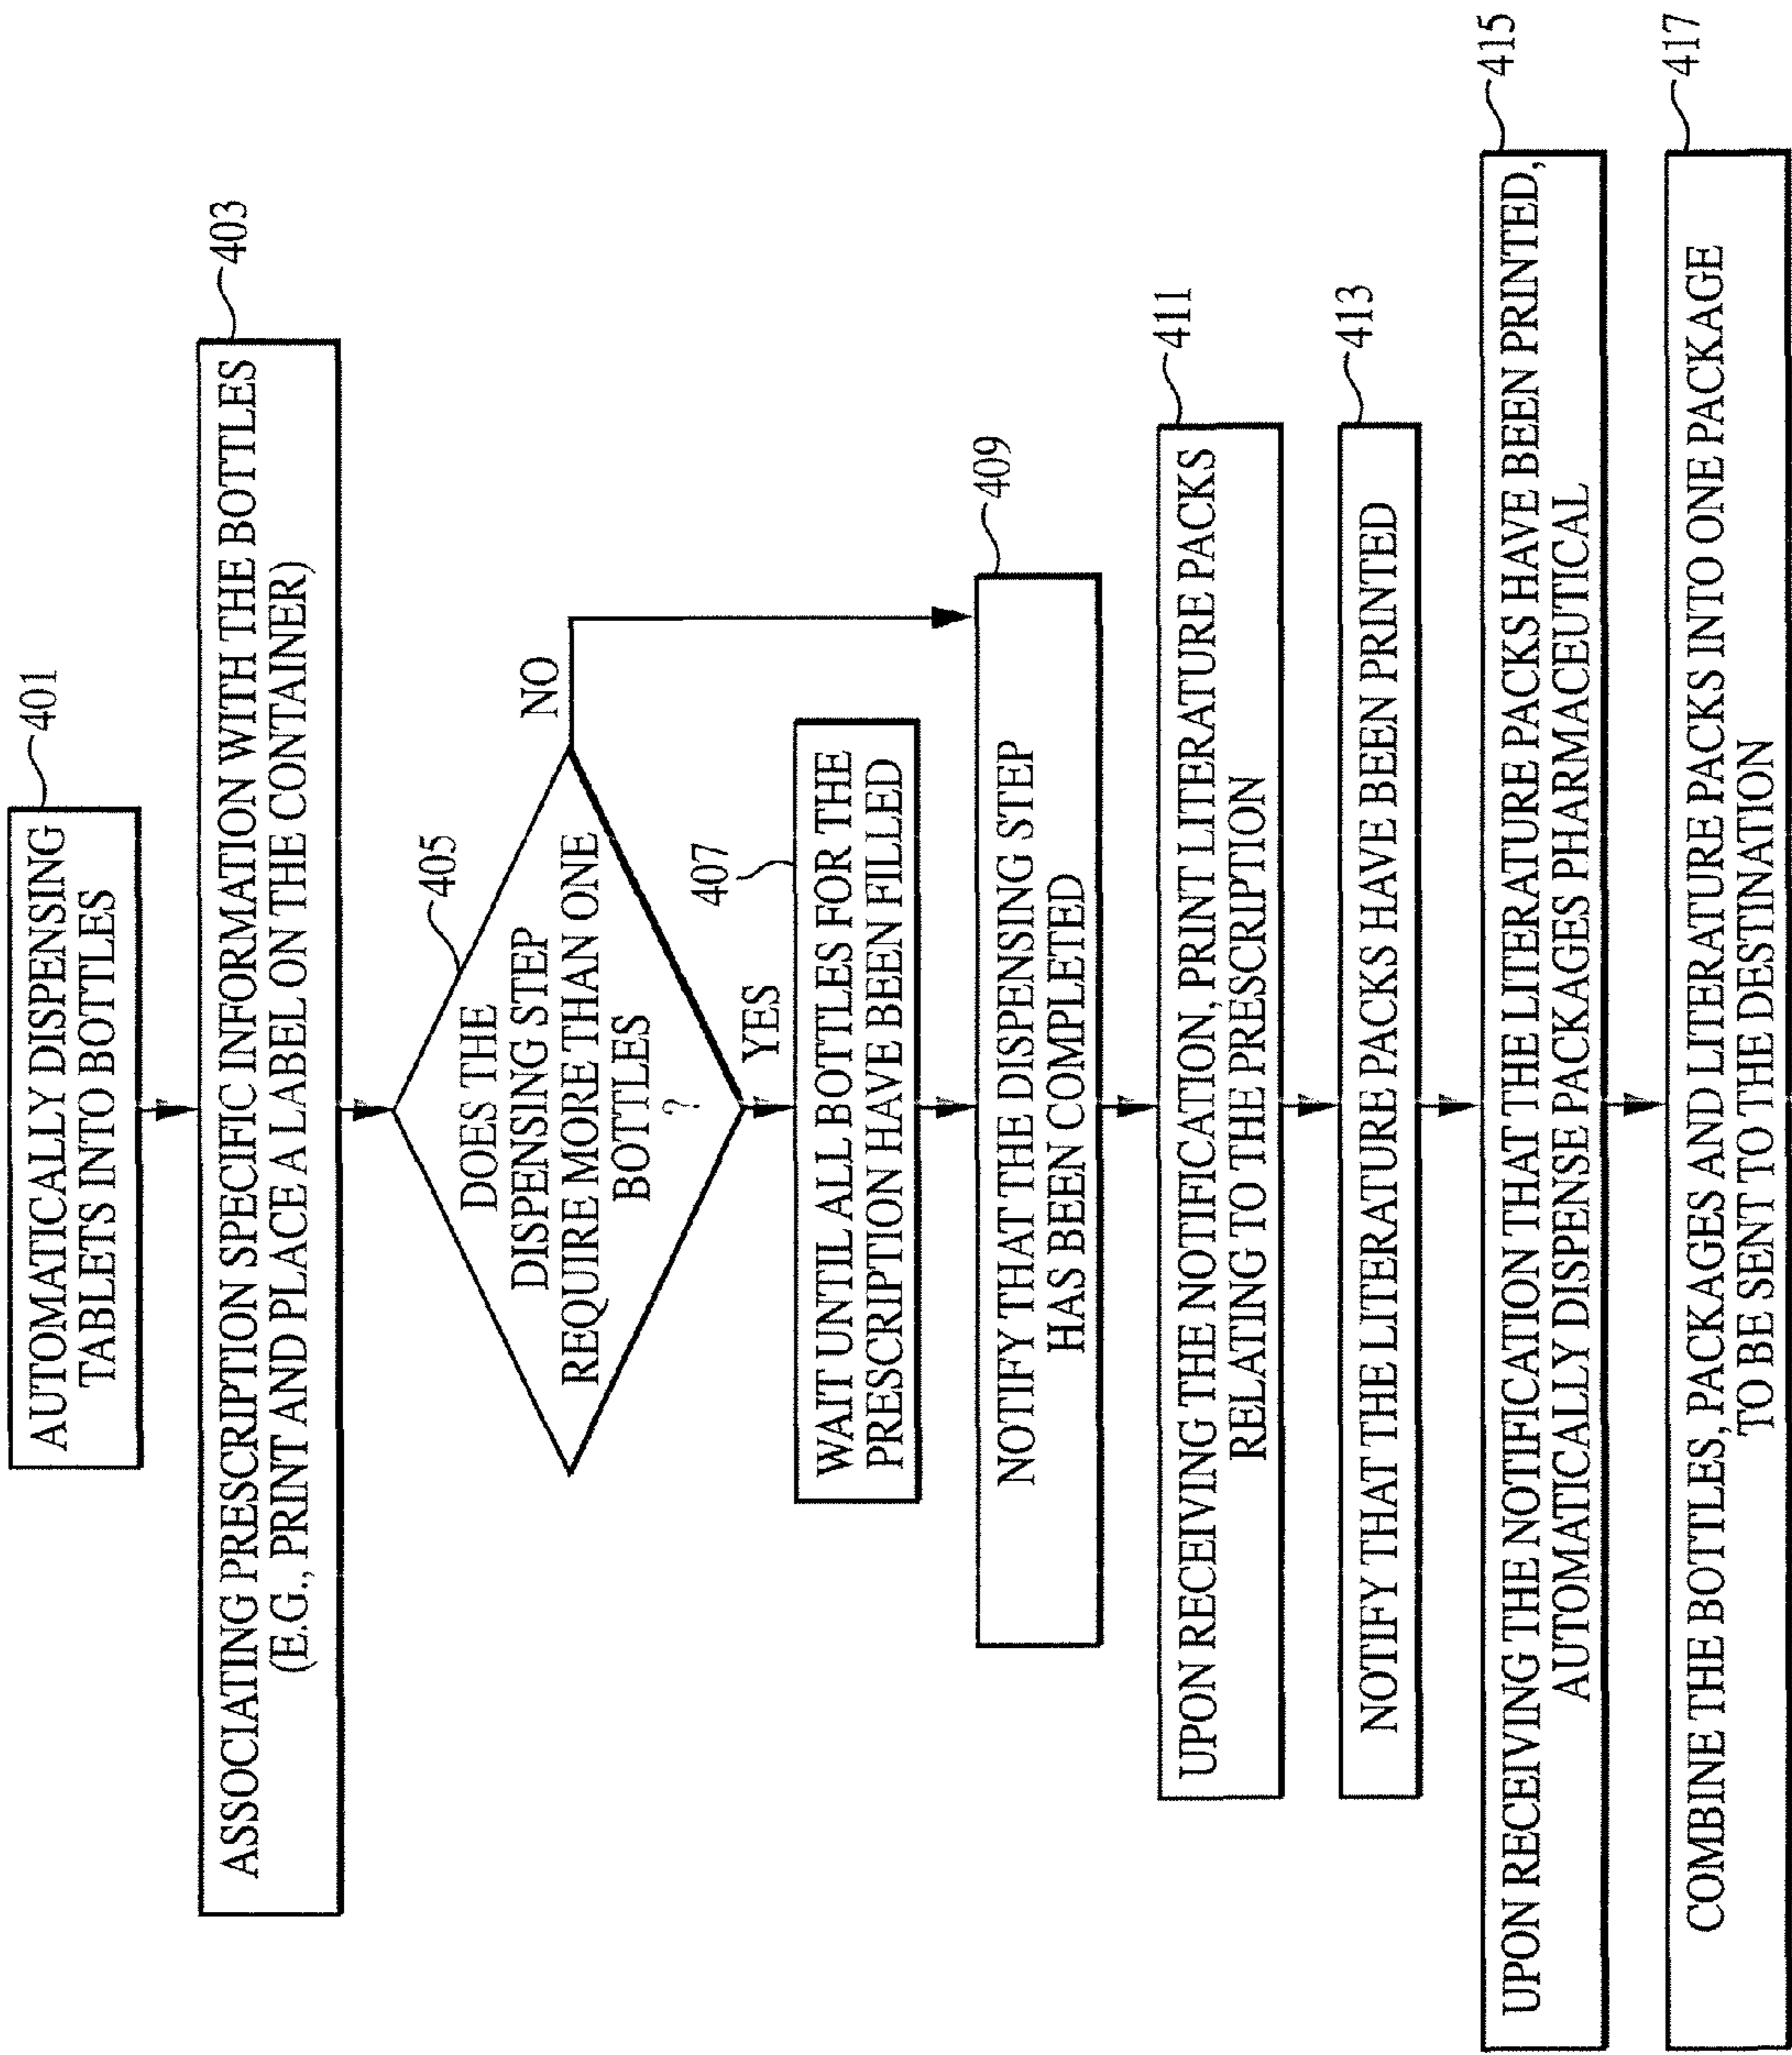 AUTOMATICALLY DISPENSING
TABLETS INTO BOTTLES
401
ASSOCIATING PRESCRIPTION SPECIFIC INFORMATION WITH THE BOTTLES
(E.G., PRINT AND PLACE A LABEL ON THE CONTAINER)
403
DOES THE
DISPENSING STEP
REQUIRE MORE THAN ONE
BOTTLES
?
405
NO
YES
407
WAIT UNTIL ALL BOTTLES FOR THE
PRESCRIPTION HAVE BEEN FILLED
NOTIFY THAT THE DISPENSING STEP
HAS BEEN COMPLETED
409
UPON RECEIVING THE NOTIFICATION, PRINT LITERATURE PACKS
RELATING TO THE PRESCRIPTION
411
NOTIFY THAT THE LITERATURE PACKS HAVE BEEN PRINTED
413
UPON RECEIVING THE NOTIFICATION THAT THE LITERATURE PACKS HAVE BEEN PRINTED,
AUTOMATICALLY DISPENSE PACKAGES PHARMACEUTICAL
415
COMBINE THE BOTTLES, PACKAGES AND LITERATURE PACKS INTO ONE PACKAGE
TO BE SENT TO THE DESTINATION
417